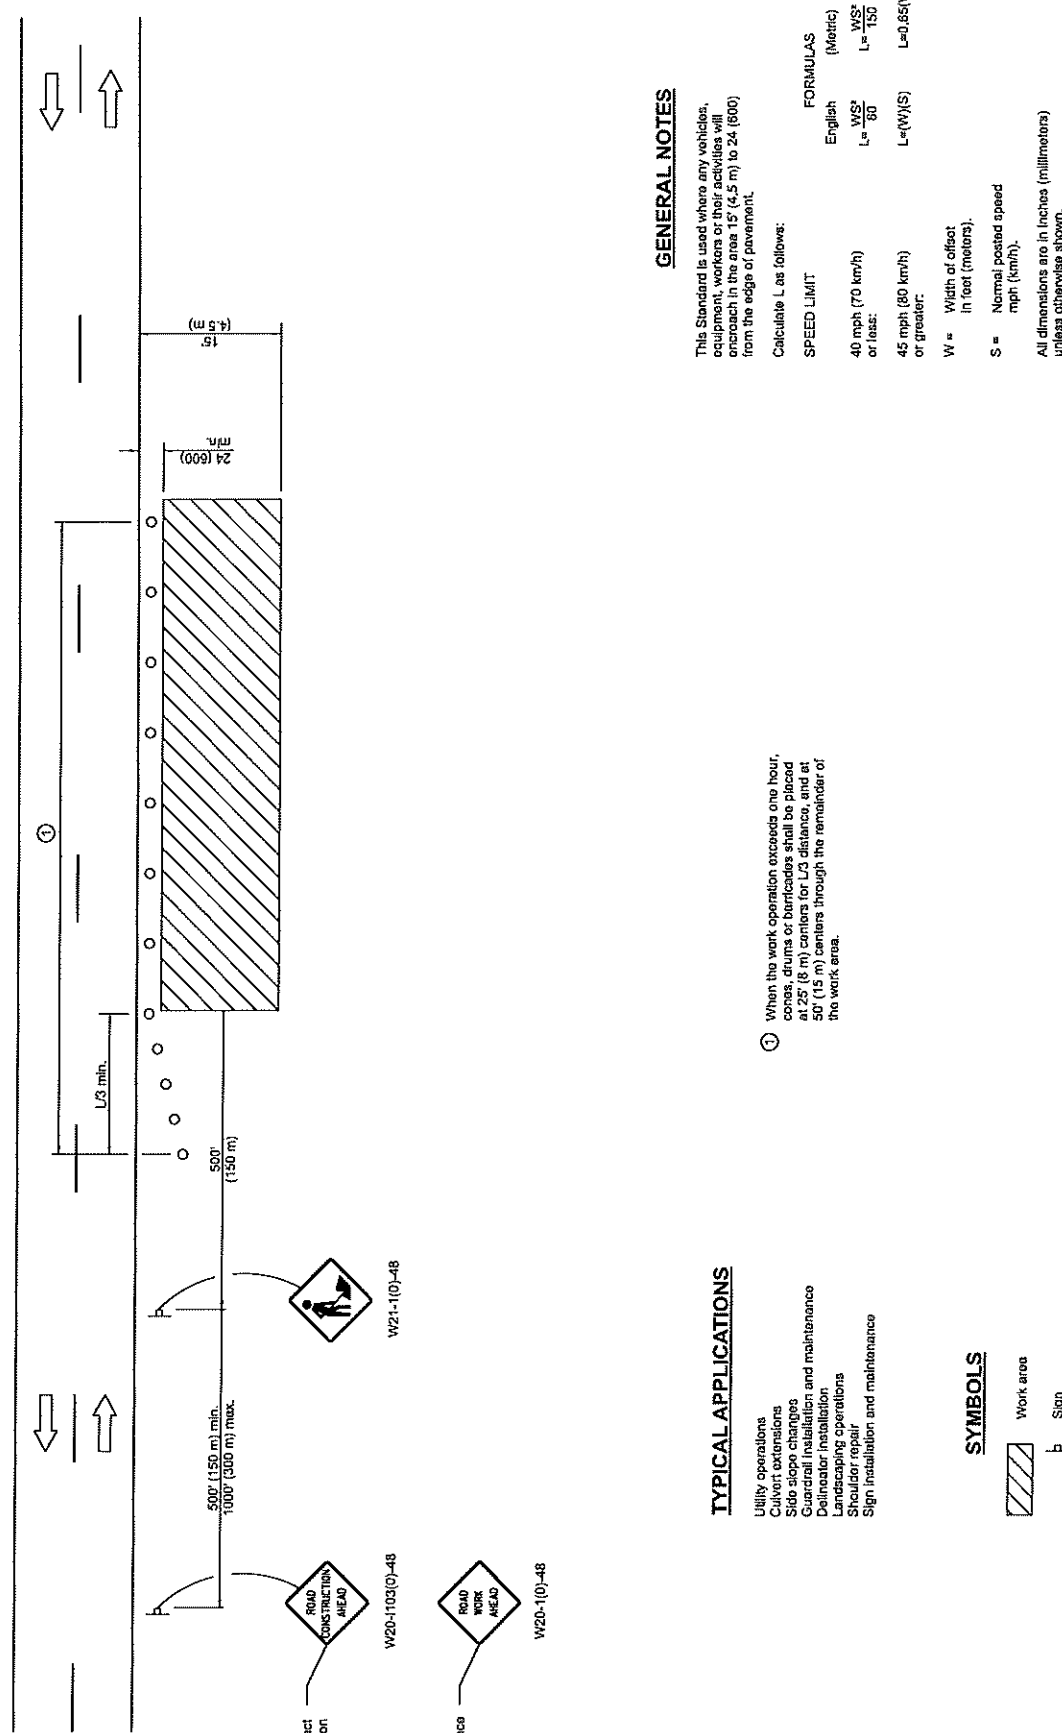 15'
(4.5 m)
24 (600)
min.
①
L/3 min.
500'
(150 m)
500' (150 m) min.
1000' (300 m) max.
W21-1(0)-48
ROAD
CONSTRUCTION
AHEAD
W20-I103(0)-48
ROAD
WORK
AHEAD
W20-1(0)-48
TYPICAL APPLICATIONS
Utility operations
Culvert extensions
Side slope changes
Guardrail installation and maintenance
Delineator installation
Landscaping operations
Shoulder repair
Sign installation and maintenance
SYMBOLS
Work area
Sign
① When the work operation exceeds one hour,
cones, drums or barricades shall be placed
at 25' (8 m) centers for L/3 distance, and at
50' (15 m) centers through the remainder of
the work area.
GENERAL NOTES
This Standard is used where any vehicles,
equipment, workers or their activities will
encroach in the area 15' (4.5 m) to 24 (600)
from the edge of pavement.
Calculate L as follows:
SPEED LIMIT FORMULAS
English (Metric)
40 mph (70 km/h) L= WS²/60 L= WS²/150
or less:
45 mph (80 km/h) L=(W)(S) L=0.65(
or greater:
W = Width of offset
in feet (meters).
S = Normal posted speed
mph (km/h).
All dimensions are in inches (millimeters)
unless otherwise shown.